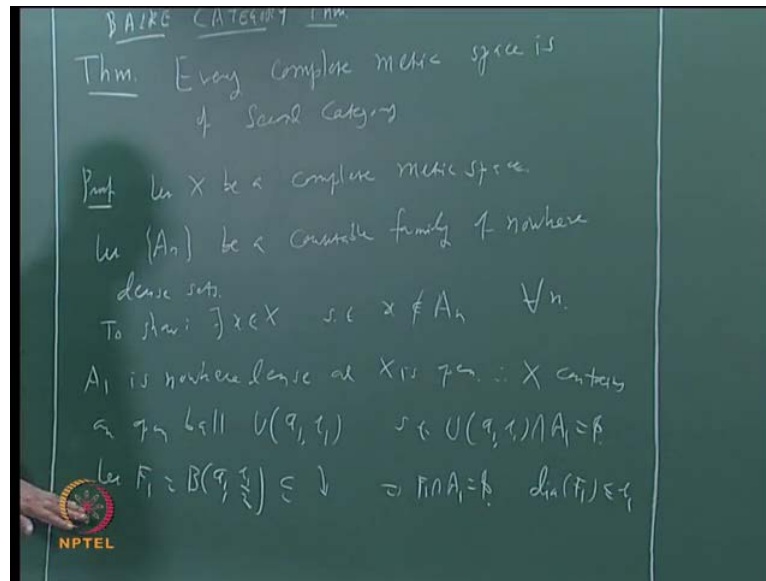 BAIRE CATEGORY Thm.
Thm. Every complete metric space is
of Second Category
Proof Let X be a complete metric space.
Let {An} be a countable family of nowhere
dense sets.
To show: ∃ x ∈ X s.t x ∉ An ∀ n.
A1 is nowhere dense al X is open ∴ X contains
an open ball U(a1, r1) s.t. U(a1, r1) ∩ A1 = ϕ.
Let F1 = B(a1, r1/2) ⊆ ↓ ⇒ F1 ∩ A1 = ϕ. dia(F1) ≤ r1
NPTEL